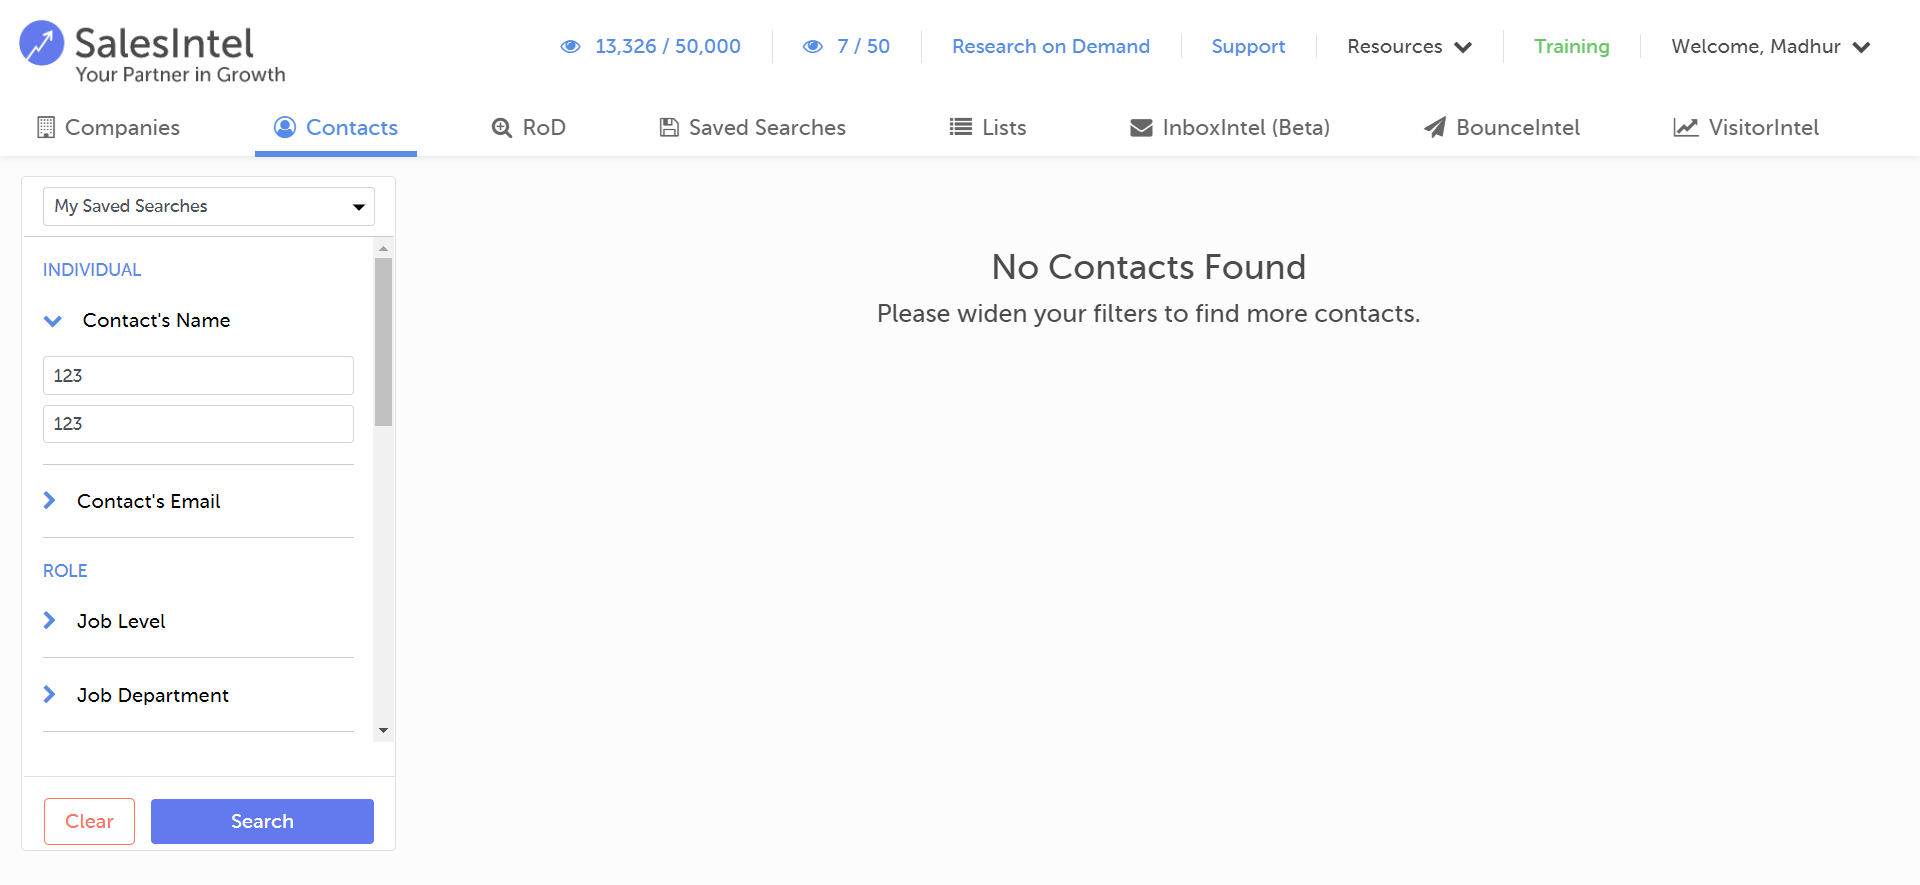 SalesIntel
Your Partner in Growth
13,326 / 50,000
7 / 50
Research on Demand
Support
Resources
Training
Welcome, Madhur
Companies
Contacts
RoD
Saved Searches
Lists
InboxIntel (Beta)
BounceIntel
VisitorIntel
My Saved Searches
INDIVIDUAL
Contact's Name
123
123
Contact's Email
ROLE
Job Level
Job Department
Clear
Search
No Contacts Found
Please widen your filters to find more contacts.